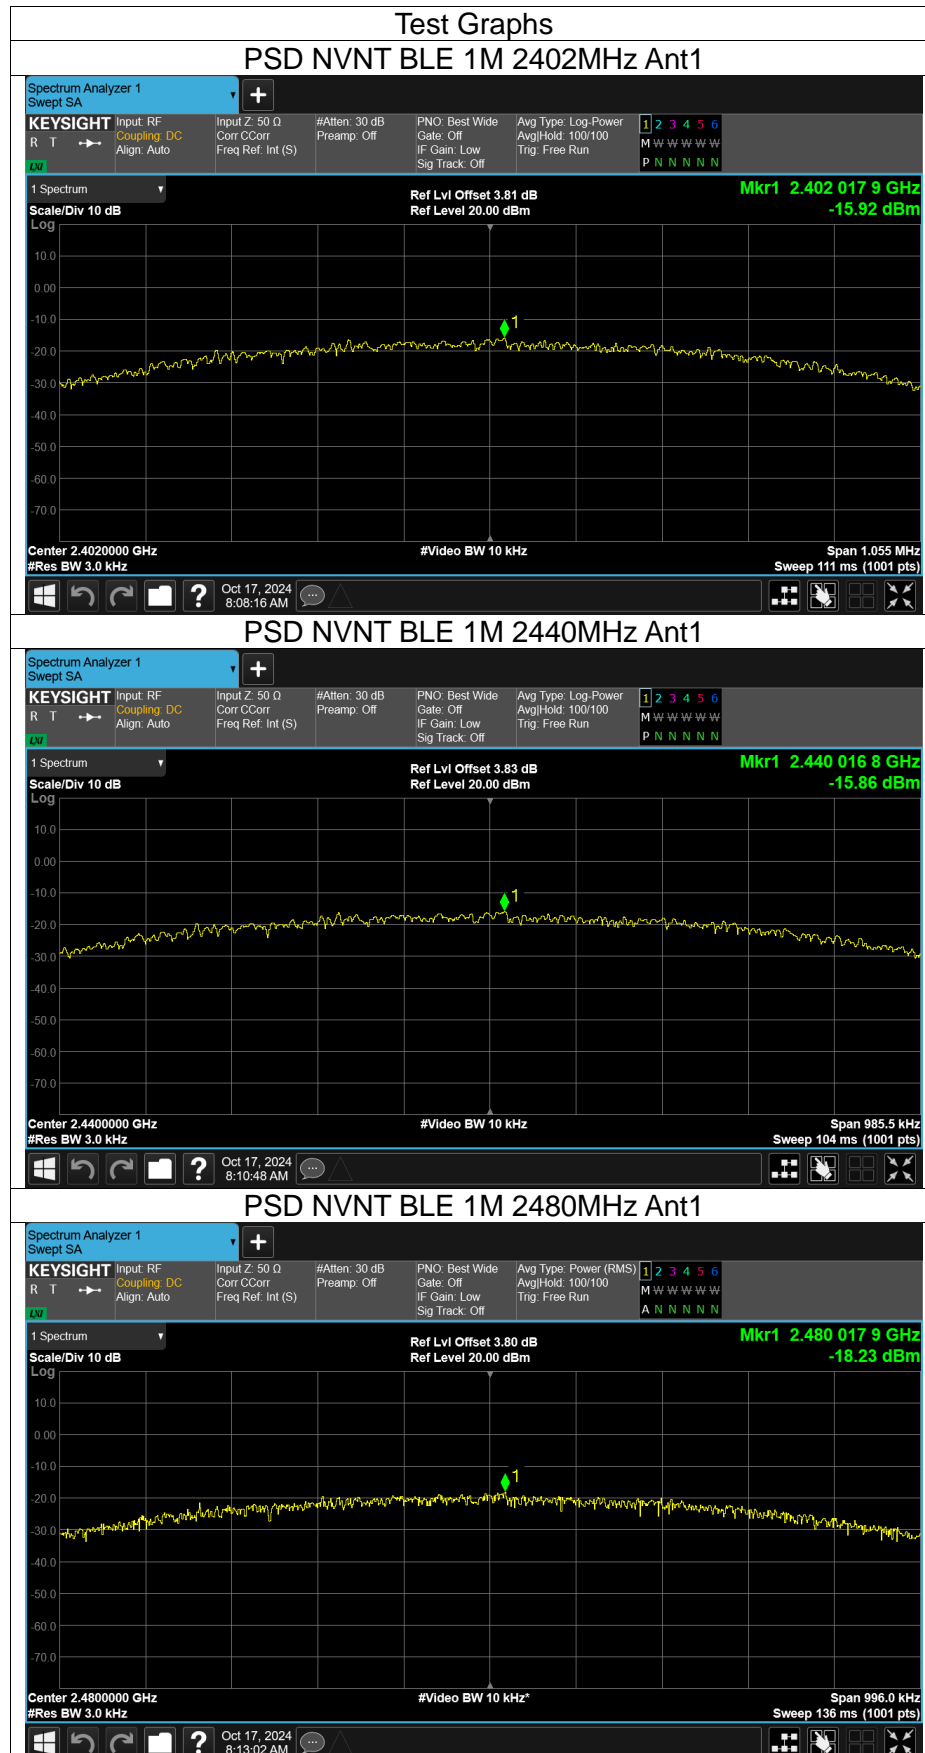 Test Graphs
PSD NVNT BLE 1M 2402MHz Ant1
Spectrum Analyzer 1
Swept SA
KEYSIGHT
R T
LXI
Input: RF
Coupling: DC
Align: Auto
Input Z: 50 Ω
Corr CCorr
Freq Ref: Int (S)
#Atten: 30 dB
Preamp: Off
PNO: Best Wide
Gate: Off
IF Gain: Low
Sig Track: Off
Avg Type: Log-Power
Avg|Hold: 100/100
Trig: Free Run
1 2 3 4 5 6
M W W W W W
P N N N N N
1 Spectrum
Scale/Div 10 dB
Ref Lvl Offset 3.81 dB
Ref Level 20.00 dBm
Mkr1 2.402 017 9 GHz
-15.92 dBm
Log
10.0
0.00
-10.0
-20.0
-30.0
-40.0
-50.0
-60.0
-70.0
1
Center 2.4020000 GHz
#Res BW 3.0 kHz
#Video BW 10 kHz
Span 1.055 MHz
Sweep 111 ms (1001 pts)
Oct 17, 2024
8:08:16 AM
PSD NVNT BLE 1M 2440MHz Ant1
Spectrum Analyzer 1
Swept SA
KEYSIGHT
R T
LXI
Input: RF
Coupling: DC
Align: Auto
Input Z: 50 Ω
Corr CCorr
Freq Ref: Int (S)
#Atten: 30 dB
Preamp: Off
PNO: Best Wide
Gate: Off
IF Gain: Low
Sig Track: Off
Avg Type: Log-Power
Avg|Hold: 100/100
Trig: Free Run
1 2 3 4 5 6
M W W W W W
P N N N N N
1 Spectrum
Scale/Div 10 dB
Ref Lvl Offset 3.83 dB
Ref Level 20.00 dBm
Mkr1 2.440 016 8 GHz
-15.86 dBm
Log
10.0
0.00
-10.0
-20.0
-30.0
-40.0
-50.0
-60.0
-70.0
1
Center 2.4400000 GHz
#Res BW 3.0 kHz
#Video BW 10 kHz
Span 985.5 kHz
Sweep 104 ms (1001 pts)
Oct 17, 2024
8:10:48 AM
PSD NVNT BLE 1M 2480MHz Ant1
Spectrum Analyzer 1
Swept SA
KEYSIGHT
R T
LXI
Input: RF
Coupling: DC
Align: Auto
Input Z: 50 Ω
Corr CCorr
Freq Ref: Int (S)
#Atten: 30 dB
Preamp: Off
PNO: Best Wide
Gate: Off
IF Gain: Low
Sig Track: Off
Avg Type: Power (RMS)
Avg|Hold: 100/100
Trig: Free Run
1 2 3 4 5 6
M W W W W W
A N N N N N
1 Spectrum
Scale/Div 10 dB
Ref Lvl Offset 3.80 dB
Ref Level 20.00 dBm
Mkr1 2.480 017 9 GHz
-18.23 dBm
Log
10.0
0.00
-10.0
-20.0
-30.0
-40.0
-50.0
-60.0
-70.0
1
Center 2.4800000 GHz
#Res BW 3.0 kHz
#Video BW 10 kHz*
Span 996.0 kHz
Sweep 136 ms (1001 pts)
Oct 17, 2024
8:13:02 AM